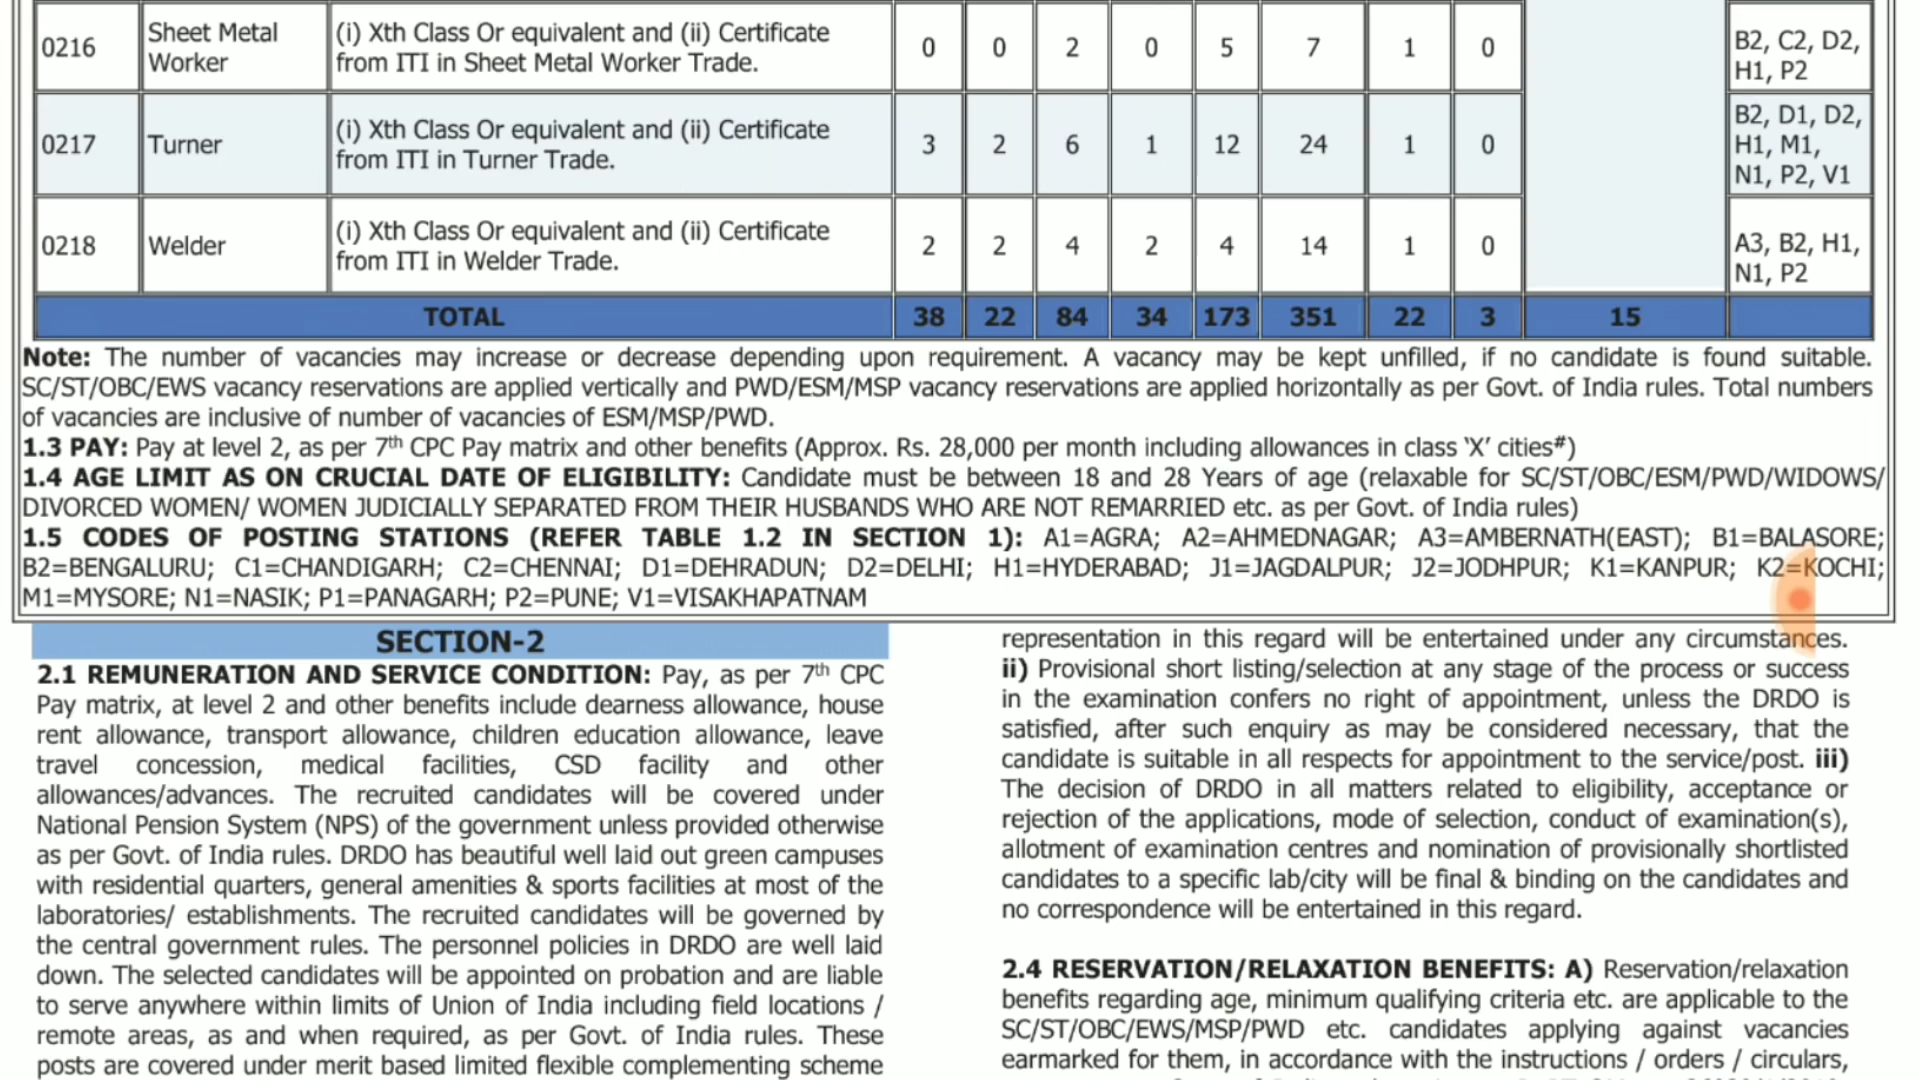 0216 Sheet Metal Worker (i) Xth Class Or equivalent and (ii) Certificate from ITI in Sheet Metal Worker Trade. 0 0 2 0 5 7 1 0 B2, C2, D2, H1, P2
0217 Turner (i) Xth Class Or equivalent and (ii) Certificate from ITI in Turner Trade. 3 2 6 1 12 24 1 0 B2, D1, D2, H1, M1, N1, P2, V1
0218 Welder (i) Xth Class Or equivalent and (ii) Certificate from ITI in Welder Trade. 2 2 4 2 4 14 1 0 A3, B2, H1, N1, P2
TOTAL 38 22 84 34 173 351 22 3 15
Note: The number of vacancies may increase or decrease depending upon requirement. A vacancy may be kept unfilled, if no candidate is found suitable.
SC/ST/OBC/EWS vacancy reservations are applied vertically and PWD/ESM/MSP vacancy reservations are applied horizontally as per Govt. of India rules. Total numbers
of vacancies are inclusive of number of vacancies of ESM/MSP/PWD.
1.3 PAY: Pay at level 2, as per 7th CPC Pay matrix and other benefits (Approx. Rs. 28,000 per month including allowances in class 'X' cities#)
1.4 AGE LIMIT AS ON CRUCIAL DATE OF ELIGIBILITY: Candidate must be between 18 and 28 Years of age (relaxable for SC/ST/OBC/ESM/PWD/WIDOWS/
DIVORCED WOMEN/ WOMEN JUDICIALLY SEPARATED FROM THEIR HUSBANDS WHO ARE NOT REMARRIED etc. as per Govt. of India rules)
1.5 CODES OF POSTING STATIONS (REFER TABLE 1.2 IN SECTION 1): A1=AGRA; A2=AHMEDNAGAR; A3=AMBERNATH(EAST); B1=BALASORE;
B2=BENGALURU; C1=CHANDIGARH; C2=CHENNAI; D1=DEHRADUN; D2=DELHI; H1=HYDERABAD; J1=JAGDALPUR; J2=JODHPUR; K1=KANPUR; K2=KOCHI;
M1=MYSORE; N1=NASIK; P1=PANAGARH; P2=PUNE; V1=VISAKHAPATNAM
SECTION-2
2.1 REMUNERATION AND SERVICE CONDITION: Pay, as per 7th CPC
Pay matrix, at level 2 and other benefits include dearness allowance, house
rent allowance, transport allowance, children education allowance, leave
travel concession, medical facilities, CSD facility and other
allowances/advances. The recruited candidates will be covered under
National Pension System (NPS) of the government unless provided otherwise
as per Govt. of India rules. DRDO has beautiful well laid out green campuses
with residential quarters, general amenities & sports facilities at most of the
laboratories/ establishments. The recruited candidates will be governed by
the central government rules. The personnel policies in DRDO are well laid
down. The selected candidates will be appointed on probation and are liable
to serve anywhere within limits of Union of India including field locations /
remote areas, as and when required, as per Govt. of India rules. These
posts are covered under merit based limited flexible complementing scheme
representation in this regard will be entertained under any circumstances.
ii) Provisional short listing/selection at any stage of the process or success
in the examination confers no right of appointment, unless the DRDO is
satisfied, after such enquiry as may be considered necessary, that the
candidate is suitable in all respects for appointment to the service/post. iii)
The decision of DRDO in all matters related to eligibility, acceptance or
rejection of the applications, mode of selection, conduct of examination(s),
allotment of examination centres and nomination of provisionally shortlisted
candidates to a specific lab/city will be final & binding on the candidates and
no correspondence will be entertained in this regard.
2.4 RESERVATION/RELAXATION BENEFITS: A) Reservation/relaxation
benefits regarding age, minimum qualifying criteria etc. are applicable to the
SC/ST/OBC/EWS/MSP/PWD etc. candidates applying against vacancies
earmarked for them, in accordance with the instructions / orders / circulars,